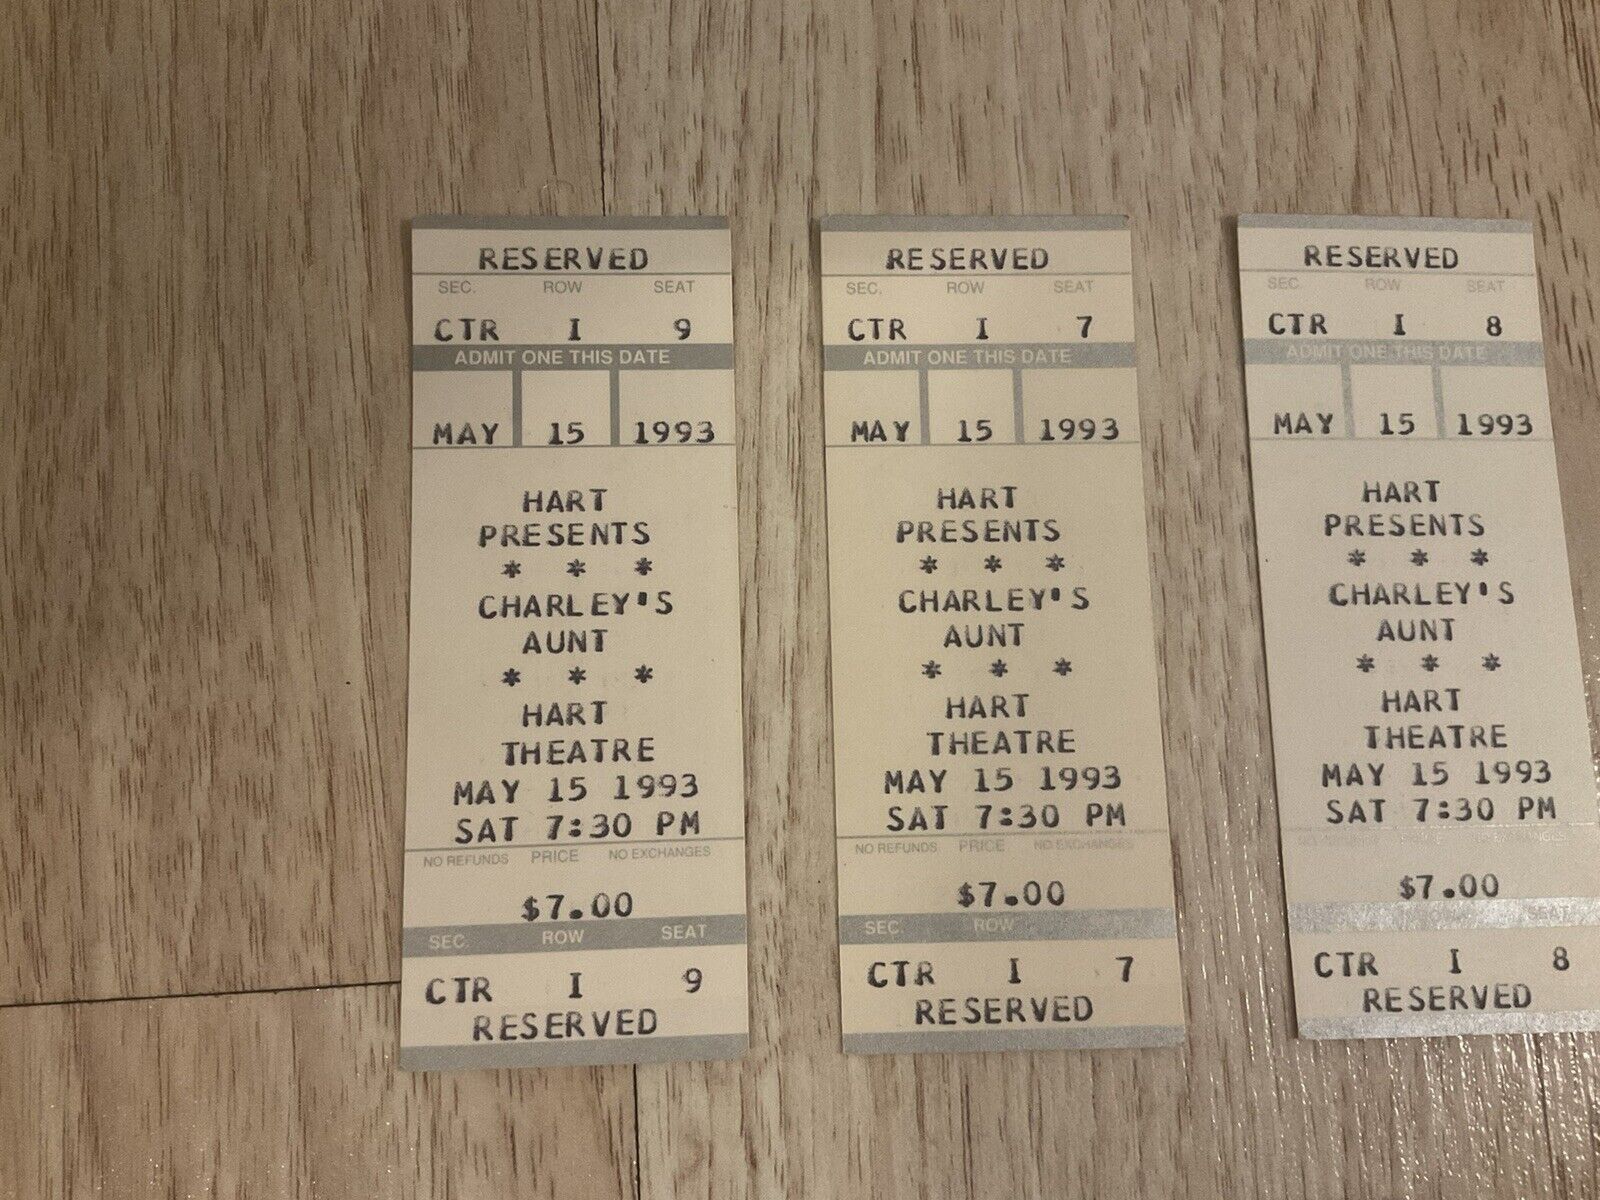 RESERVED
SEC. ROW SEAT
CTR I 9
ADMIT ONE THIS DATE
MAY 15 1993
HART
PRESENTS
* * *
CHARLEY'S
AUNT
* * *
HART
THEATRE
MAY 15 1993
SAT 7:30 PM
NO REFUNDS PRICE NO EXCHANGES
$7.00
SEC. ROW SEAT
CTR I 9
RESERVED
RESERVED
SEC. ROW SEAT
CTR I 7
ADMIT ONE THIS DATE
MAY 15 1993
HART
PRESENTS
* * *
CHARLEY'S
AUNT
* * *
HART
THEATRE
MAY 15 1993
SAT 7:30 PM
NO REFUNDS PRICE NO EXCHANGES
$7.00
SEC. ROW
CTR I 7
RESERVED
RESERVED
SEC. ROW SEAT
CTR I 8
ADMIT ONE THIS DATE
MAY 15 1993
HART
PRESENTS
* * *
CHARLEY'S
AUNT
* * *
HART
THEATRE
MAY 15 1993
SAT 7:30 PM
PRICE NO EXCHANGES
$7.00
SEAT
CTR I 8
RESERVED